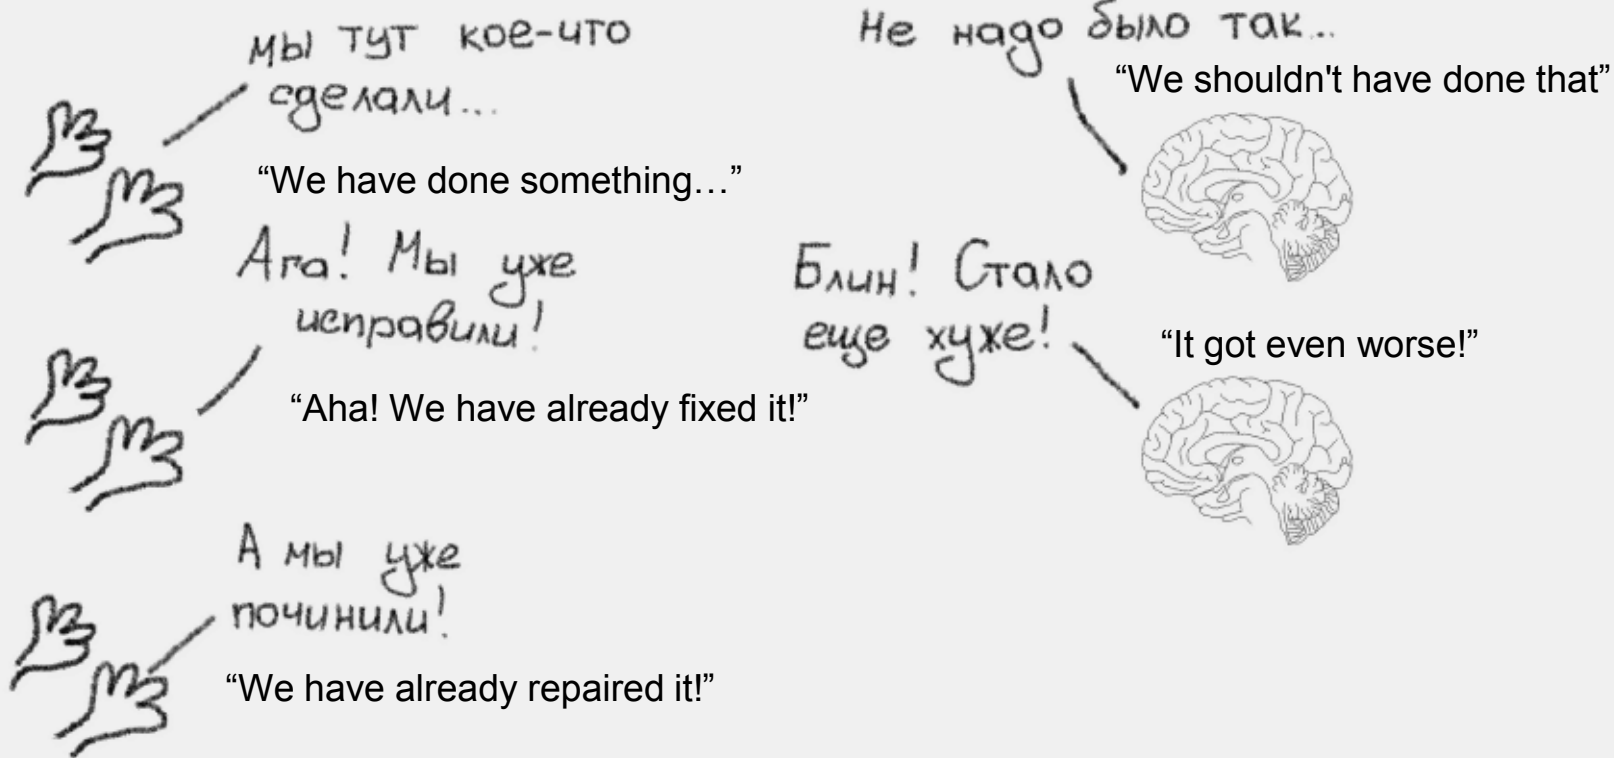 мы тут кое-что
сделали...
“We have done something…”
Не надо было так...
“We shouldn't have done that”
Ага! Мы уже
исправили!
“Aha! We have already fixed it!”
Блин! Стало
еще хуже!
“It got even worse!”
А мы уже
починили!
“We have already repaired it!”